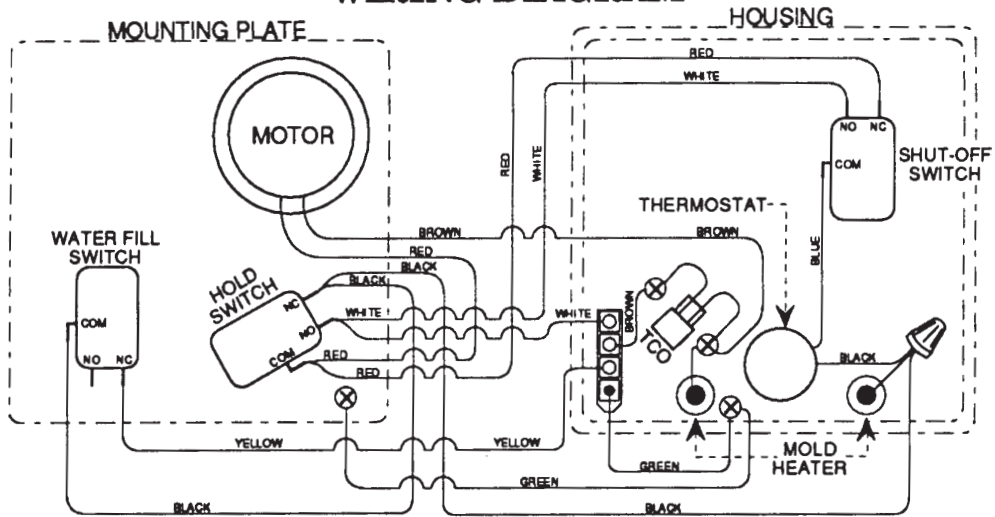 WIRING DIAGRAM
HOUSING
MOUNTING PLATE
RED
WHITE
MOTOR
NO NC
COM
SHUT-OFF
SWITCH
RED
WHITE
THERMOSTAT
WATER FILL
SWITCH
BROWN
BROWN
RED
BLACK
BLACK
BLUE
HOLD
SWITCH
NC
NO
COM
WHITE
WHITE
BROWN
TCO
COM
NO NC
RED
RED
BLACK
YELLOW
YELLOW
MOLD
HEATER
GREEN
GREEN
BLACK
BLACK